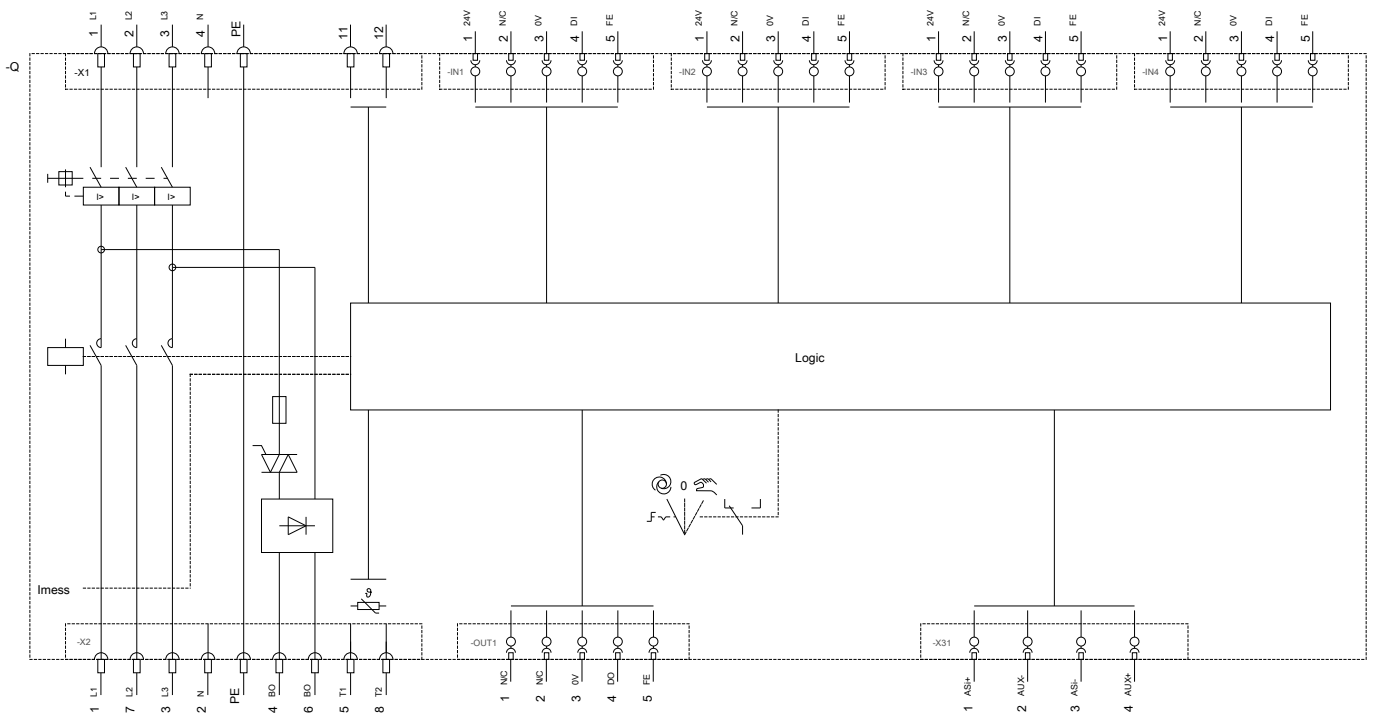 -Q
1 L1
2 L2
3 L3
4 N
PE
11
12
-X1
1 24V
2 N/C
3 0V
4 DI
5 FE
-IN1
1 24V
2 N/C
3 0V
4 DI
5 FE
-IN2
1 24V
2 N/C
3 0V
4 DI
5 FE
-IN3
1 24V
2 N/C
3 0V
4 DI
5 FE
-IN4
I>
I>
I>
Logic
0
Imess
ϑ
-X2
1 L1
7 L2
3 L3
2 N
PE
4 BO
6 BO
5 T1
8 T2
-OUT1
1 N/C
2 N/C
3 0V
4 DO
5 FE
-X31
1 ASi+
2 AUX-
3 ASi-
4 AUX+